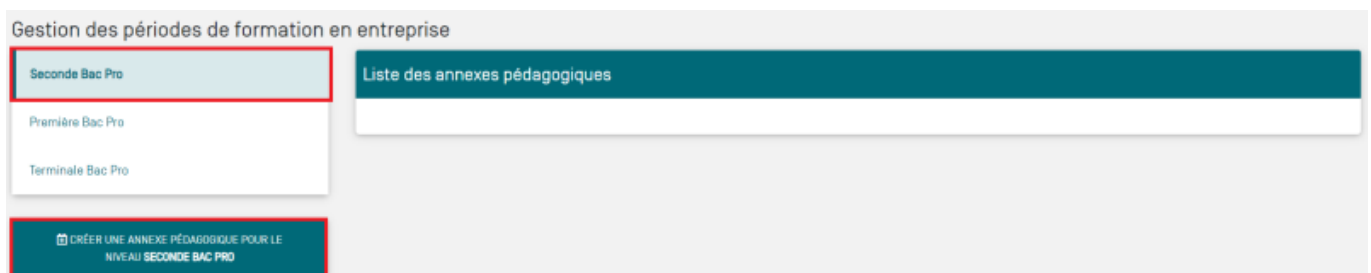 Gestion des périodes de formation en entreprise
Seconde Bac Pro
Liste des annexes pédagogiques
Première Bac Pro
Terminale Bac Pro
CRÉER UNE ANNEXE PÉDAGOGIQUE POUR LE
NIVEAU SECONDE BAC PRO